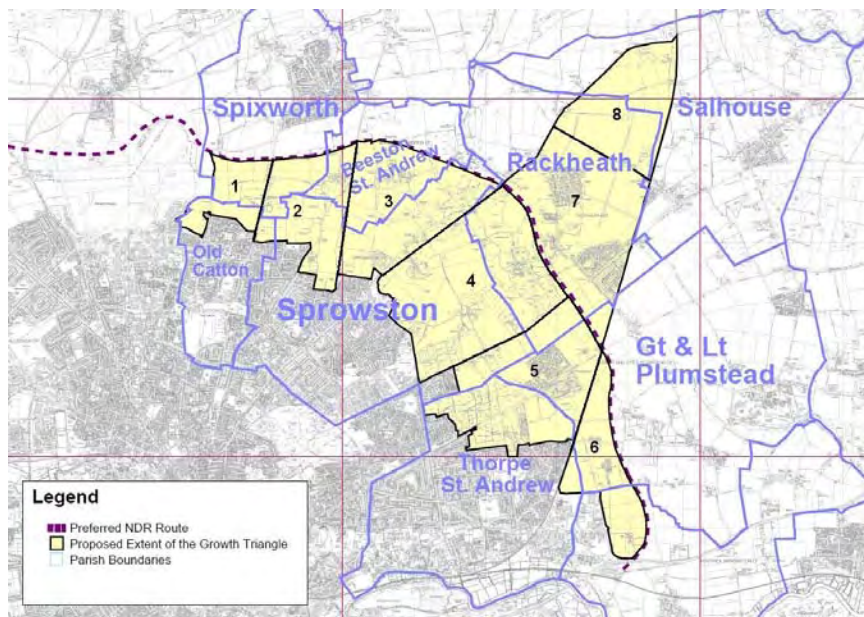 Spixworth
Salhouse
8
Beeston
St. Andrew
Rackheath
1
2
3
7
Old
Catton
Sprowston
4
Gt & Lt
Plumstead
5
6
Thorpe
St. Andrew
Legend
Preferred NDR Route
Proposed Extent of the Growth Triangle
Parish Boundaries